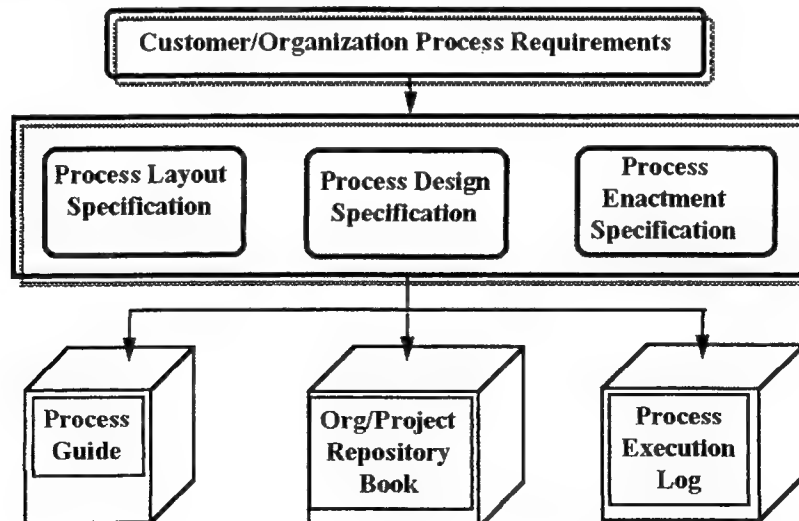 Customer/Organization Process Requirements
Process Layout
Specification
Process Design
Specification
Process
Enactment
Specification
Process
Guide
Org/Project
Repository
Book
Process
Execution
Log